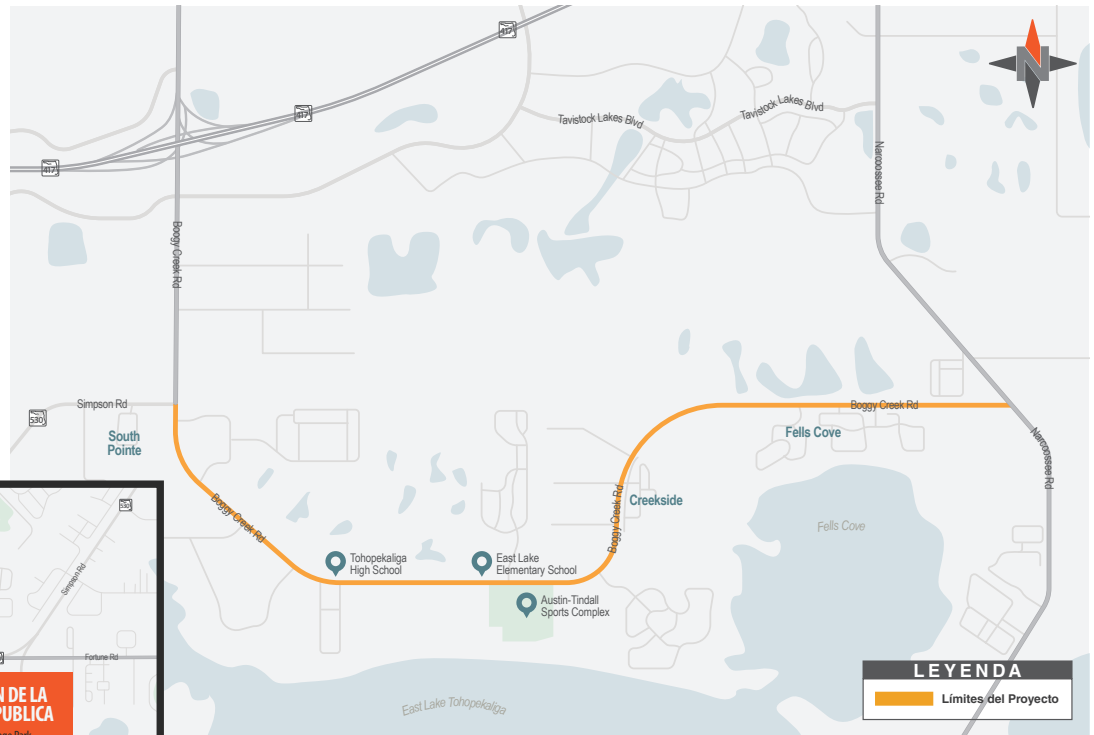 417
417
417
N
Tavistock Lakes Blvd
Tavistock Lakes Blvd
Narcoossee Rd
Boggy Creek Rd
Simpson Rd
530
South
Pointe
Boggy Creek Rd
Fells Cove
Narcoossee Rd
Boggy Creek Rd
Creekside
Fells Cove
Boggy Creek Rd
Tohopekaliga
High School
East Lake
Elementary School
Austin-Tindall
Sports Complex
530
Simpson Rd
Fortune Rd
N DE LA
PUBLICA
East Lake Tohopekaliga
LEYENDA
Límites del Proyecto